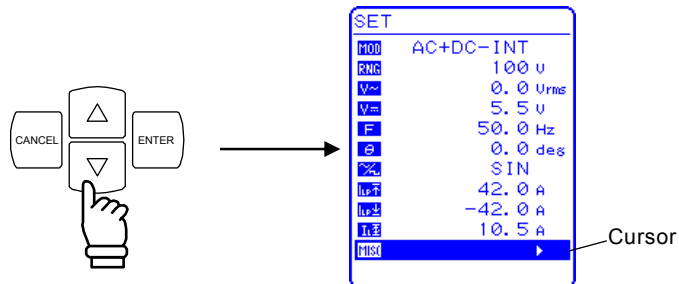 CANCEL
ENTER
SET
MOD AC+DC-INT
RNG 100 V
V~ 0.0 Vrms
V⎓ 5.5 V
F 50.0 Hz
θ 0.0 deg
SIN
42.0 A
-42.0 A
10.5 A
MISC
Cursor